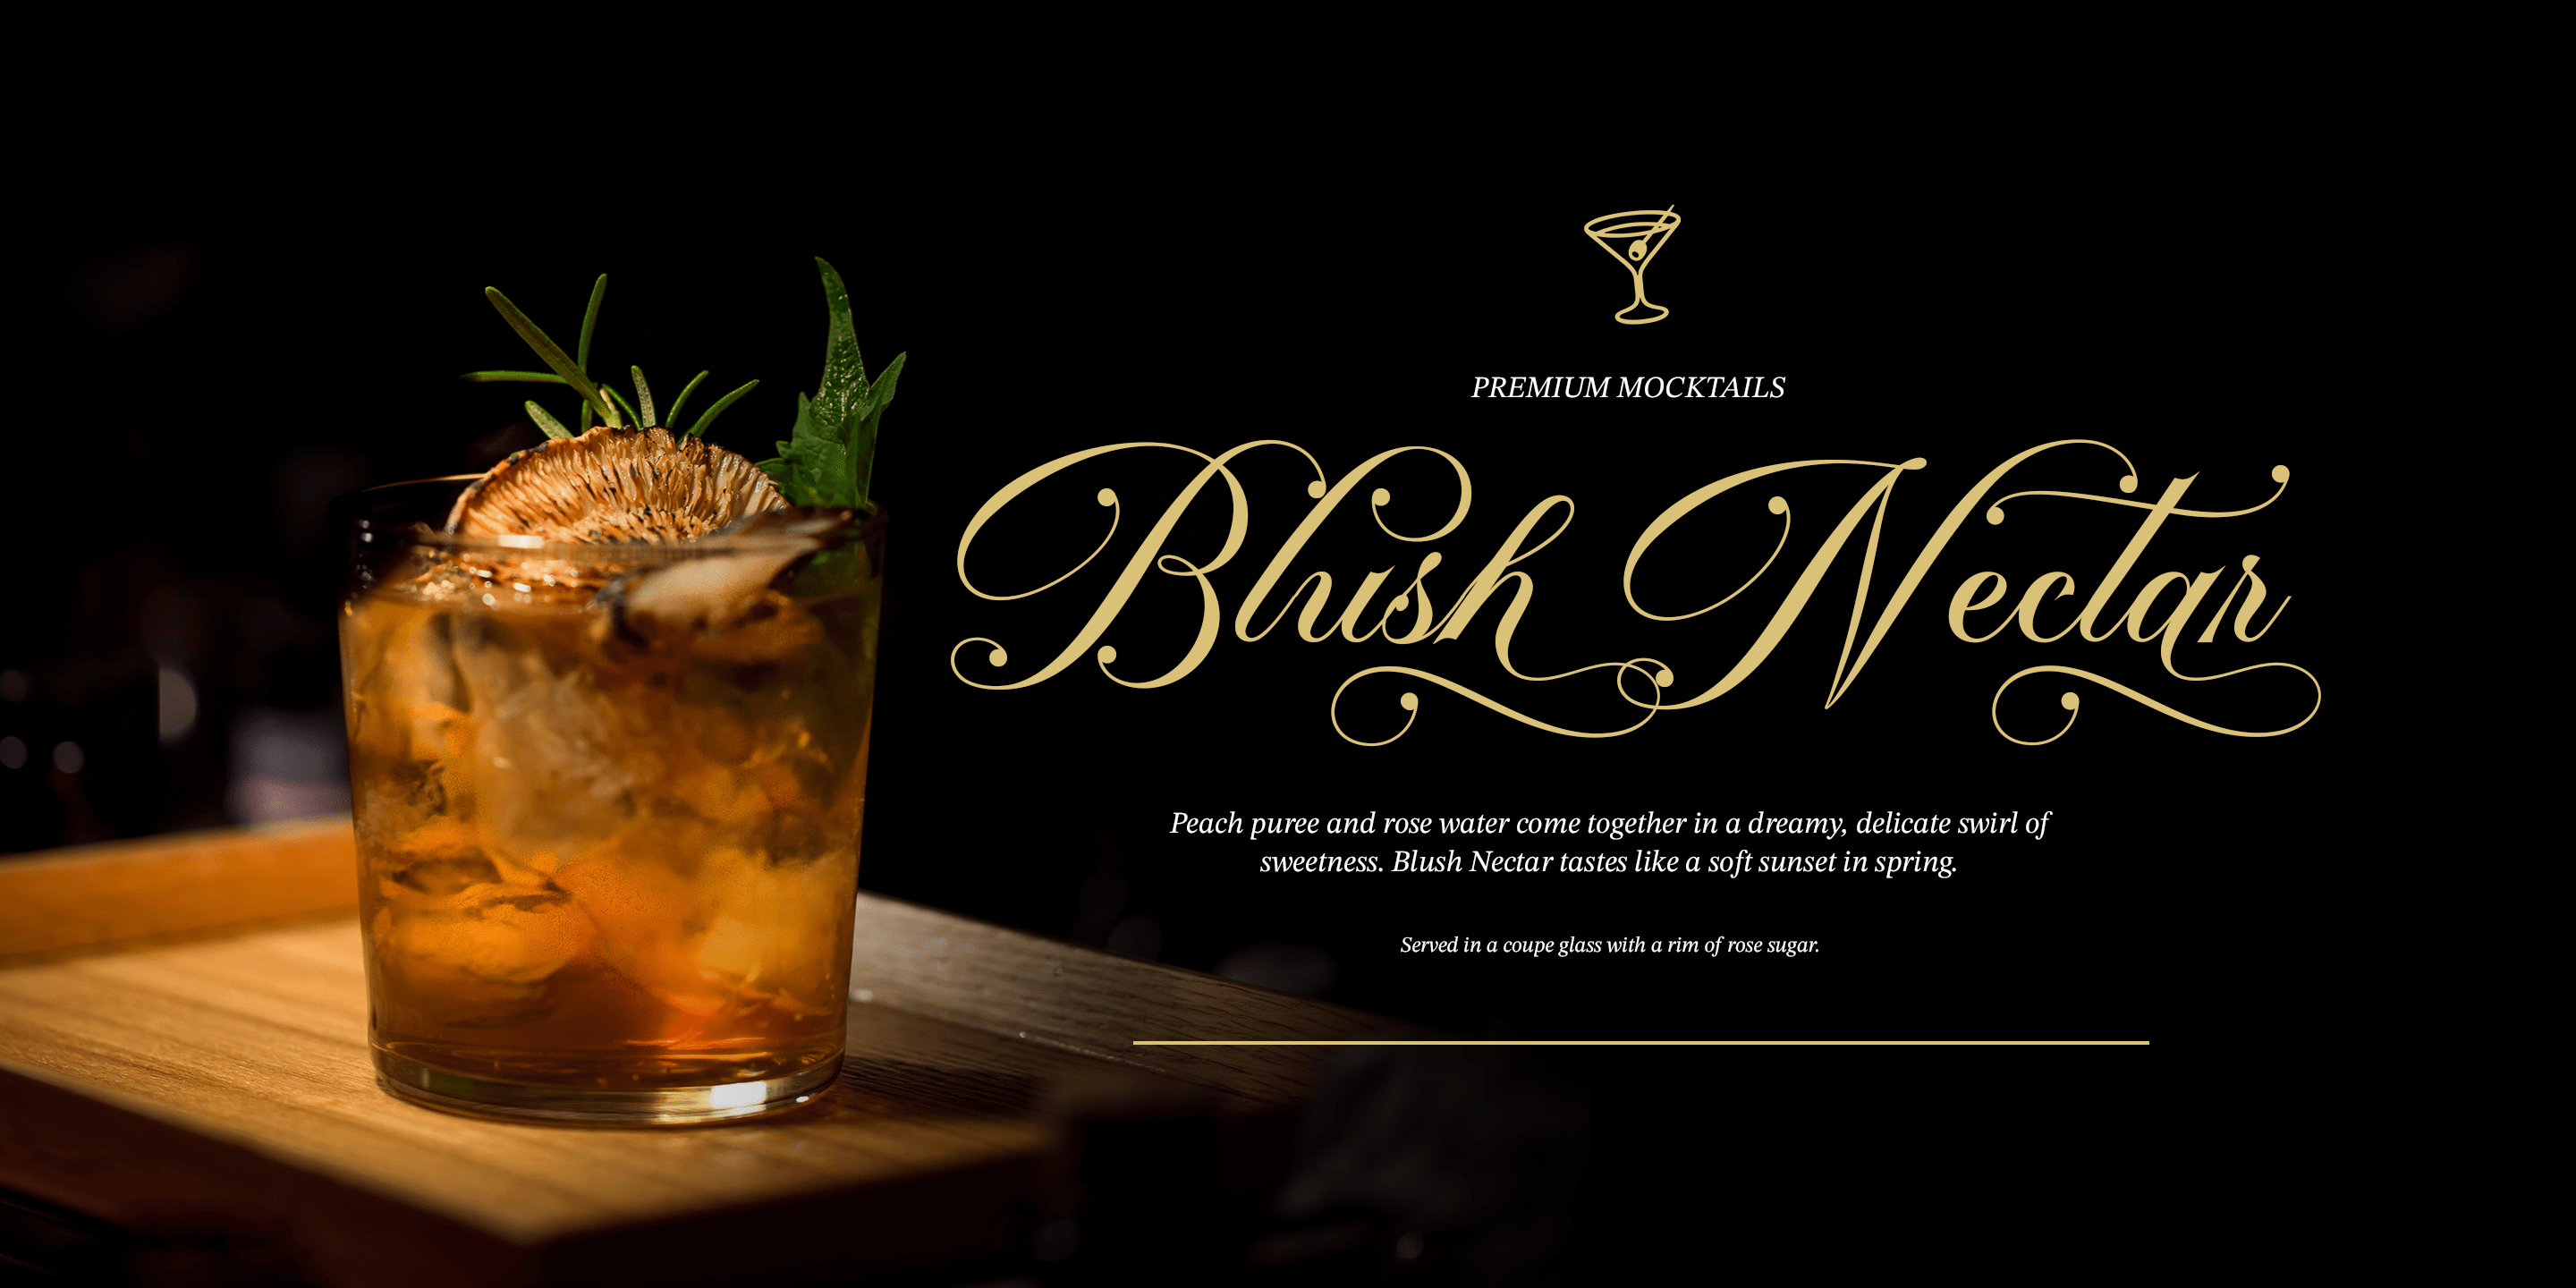 PREMIUM MOCKTAILS
Blush Nectar
Peach puree and rose water come together in a dreamy, delicate swirl of
sweetness. Blush Nectar tastes like a soft sunset in spring.
Served in a coupe glass with a rim of rose sugar.